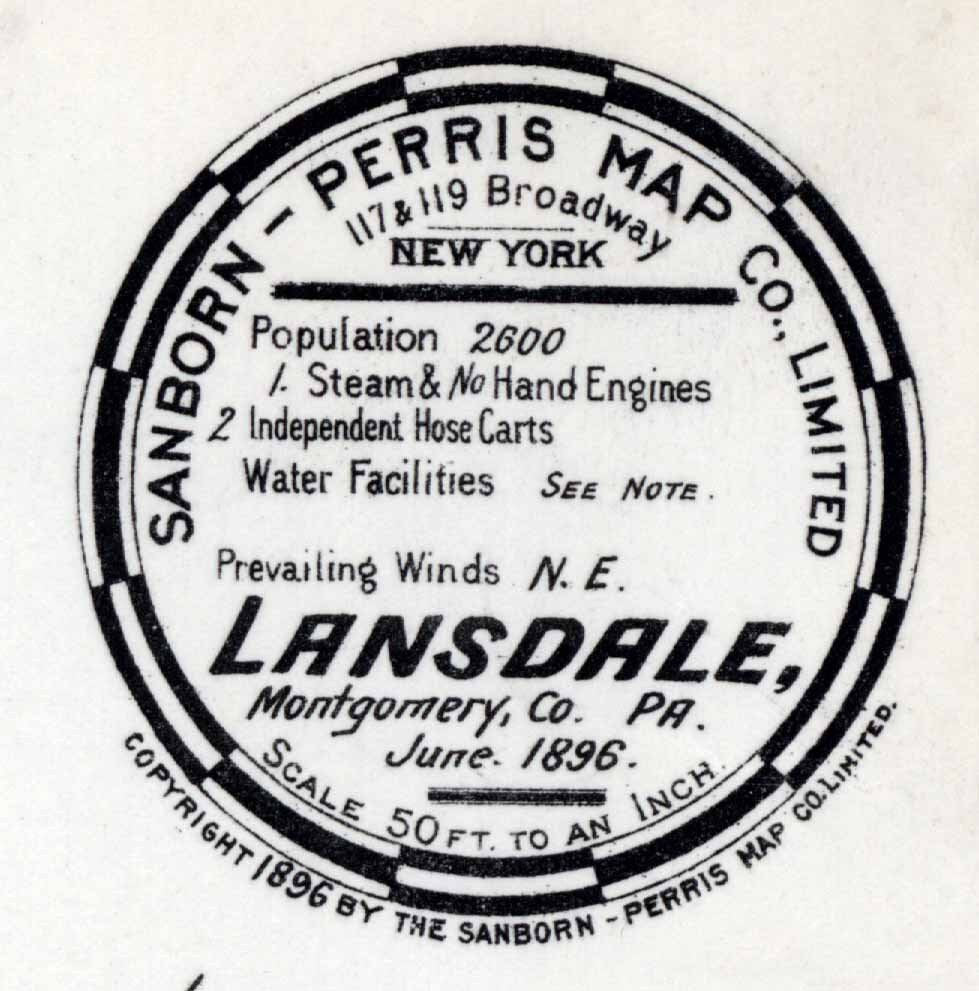 SANBORN - PERRIS MAP CO., LIMITED
117 & 119 Broadway
NEW YORK
Population 2600
1. Steam & No Hand Engines
2 Independent Hose Carts
Water Facilities SEE NOTE.
Prevailing Winds N. E.
LANSDALE,
Montgomery, Co. PA.
June. 1896.
SCALE 50 FT. TO AN INCH.
COPYRIGHT 1896 BY THE SANBORN - PERRIS MAP CO. LIMITED.